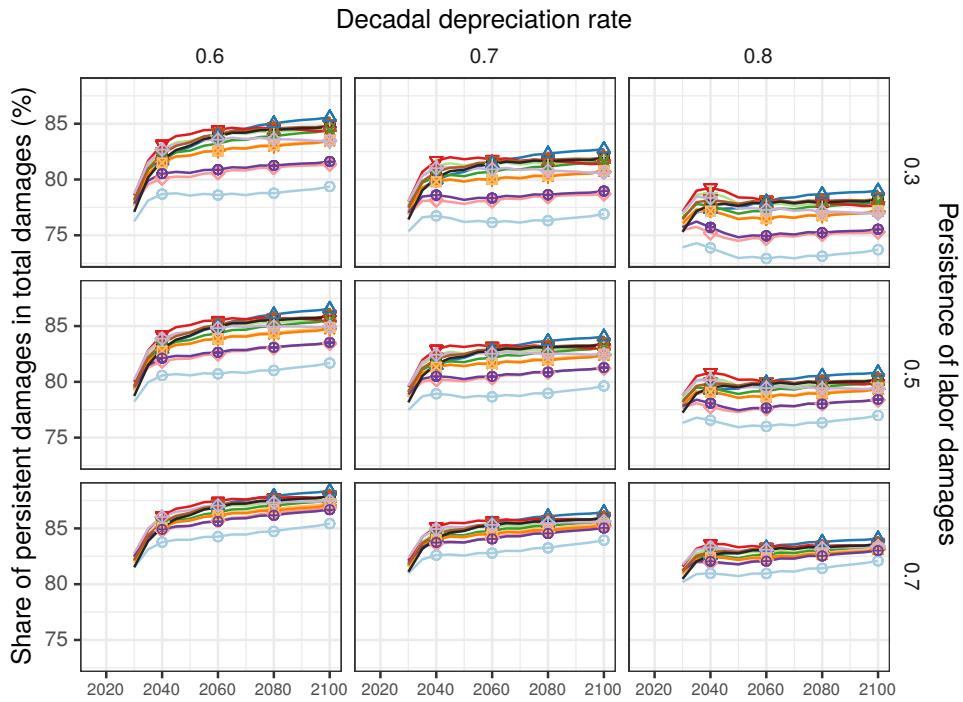 Decadal depreciation rate
0.6 0.7 0.8
Share of persistent damages in total damages (%)
85
80
75
0.3
85
80
75
0.5
85
80
75
0.7
Persistence of labor damages
2020 2040 2060 2080 2100 2020 2040 2060 2080 2100 2020 2040 2060 2080 2100